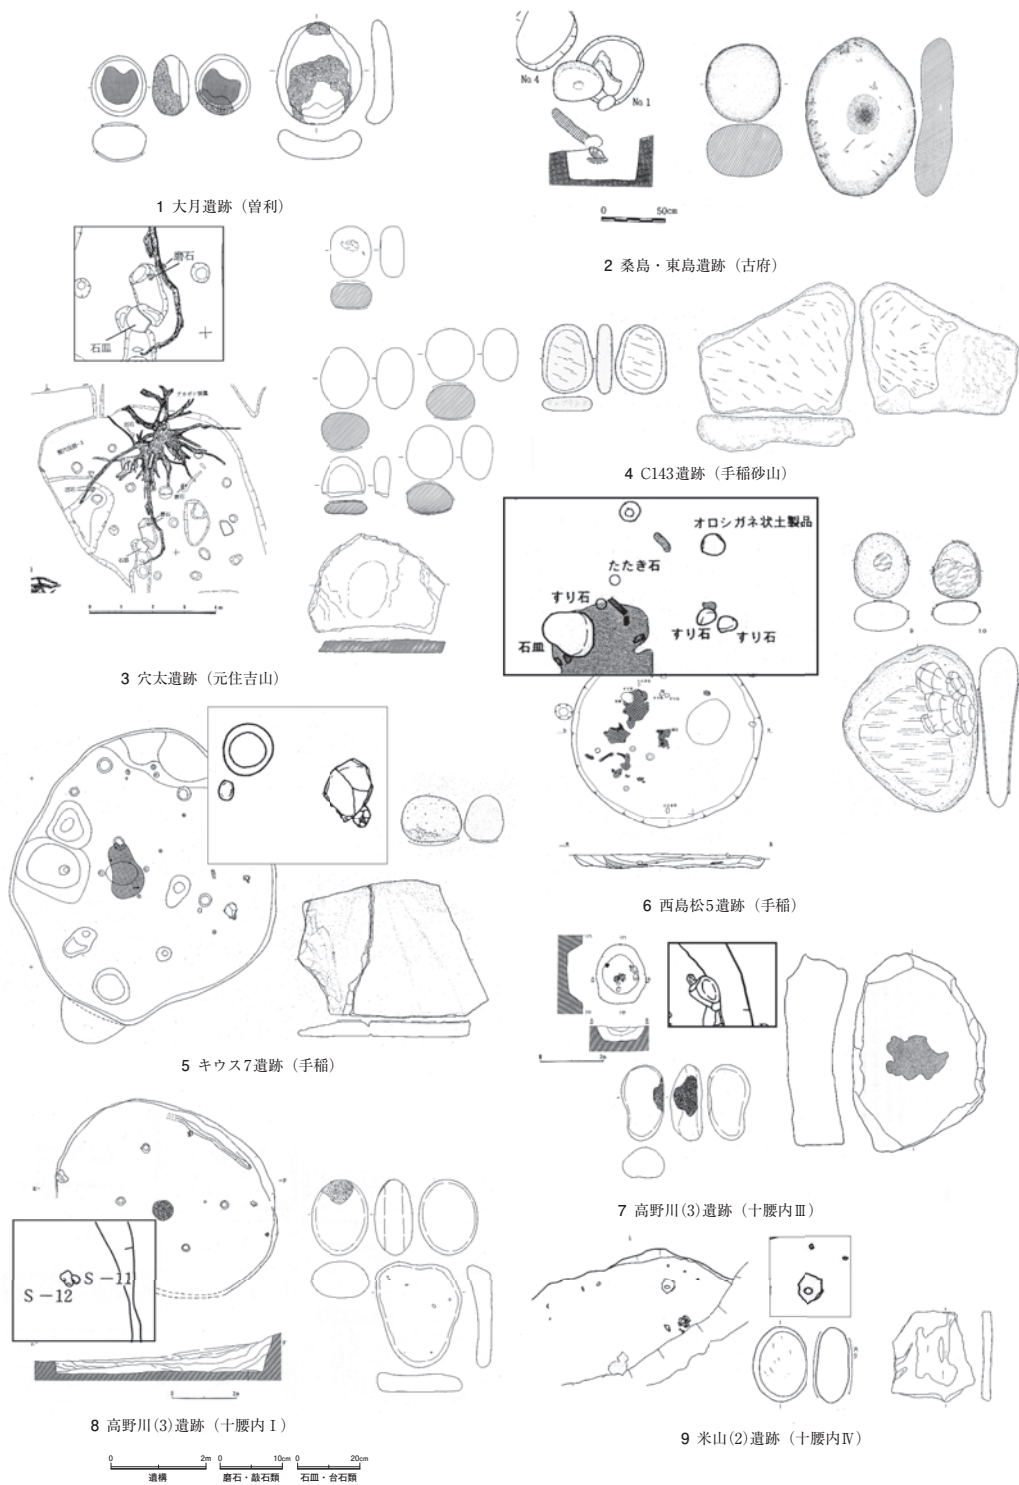 No.4
No.1
0 50cm
1 大月遺跡（曽利）
2 桑島・東島遺跡（古府）
磨石
石皿
3 穴太遺跡（元住吉山）
4 C143遺跡（手稲砂山）
オロシガネ状土製品
たたき石
すり石
石皿
すり石
すり石
9
10
6 西島松5遺跡（手稲）
5 キウス7遺跡（手稲）
7 高野川(3)遺跡（十腰内Ⅲ）
S－11
S－12
8 高野川(3)遺跡（十腰内Ⅰ）
9 米山(2)遺跡（十腰内Ⅳ）
0 2m 0 10cm 0 20cm
遺構 磨石・敲石類 石皿・台石類